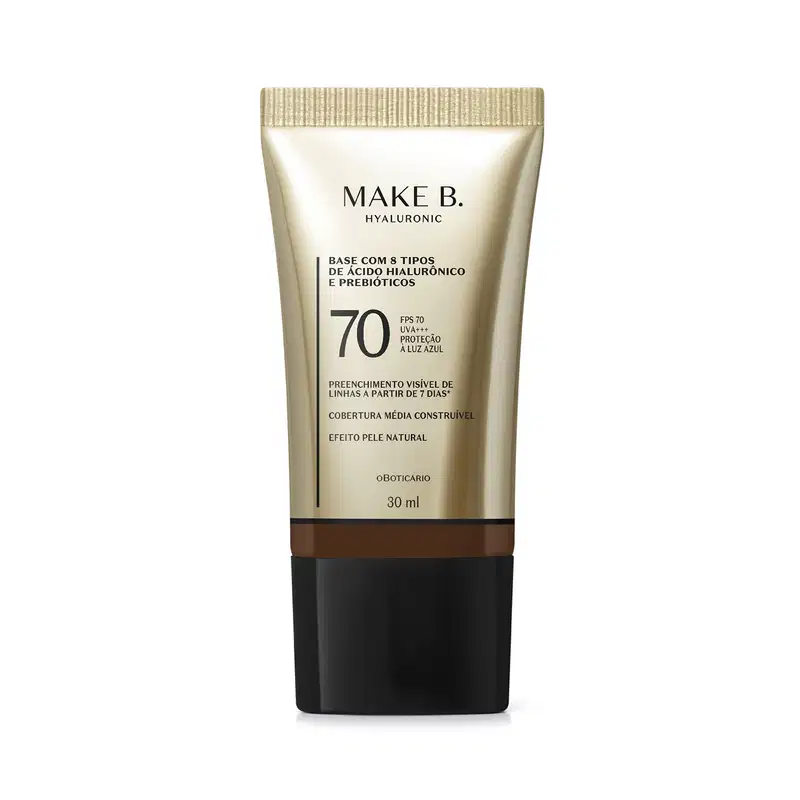 MAKE B.
HYALURONIC
BASE COM 8 TIPOS
DE ÁCIDO HIALURÔNICO
E PREBIÓTICOS
70
FPS 70
UVA+++
PROTEÇÃO
À LUZ AZUL
PREENCHIMENTO VISÍVEL DE
LINHAS A PARTIR DE 7 DIAS*
COBERTURA MÉDIA CONSTRUÍVEL
EFEITO PELE NATURAL
oBOTICÁRIO
30 ml